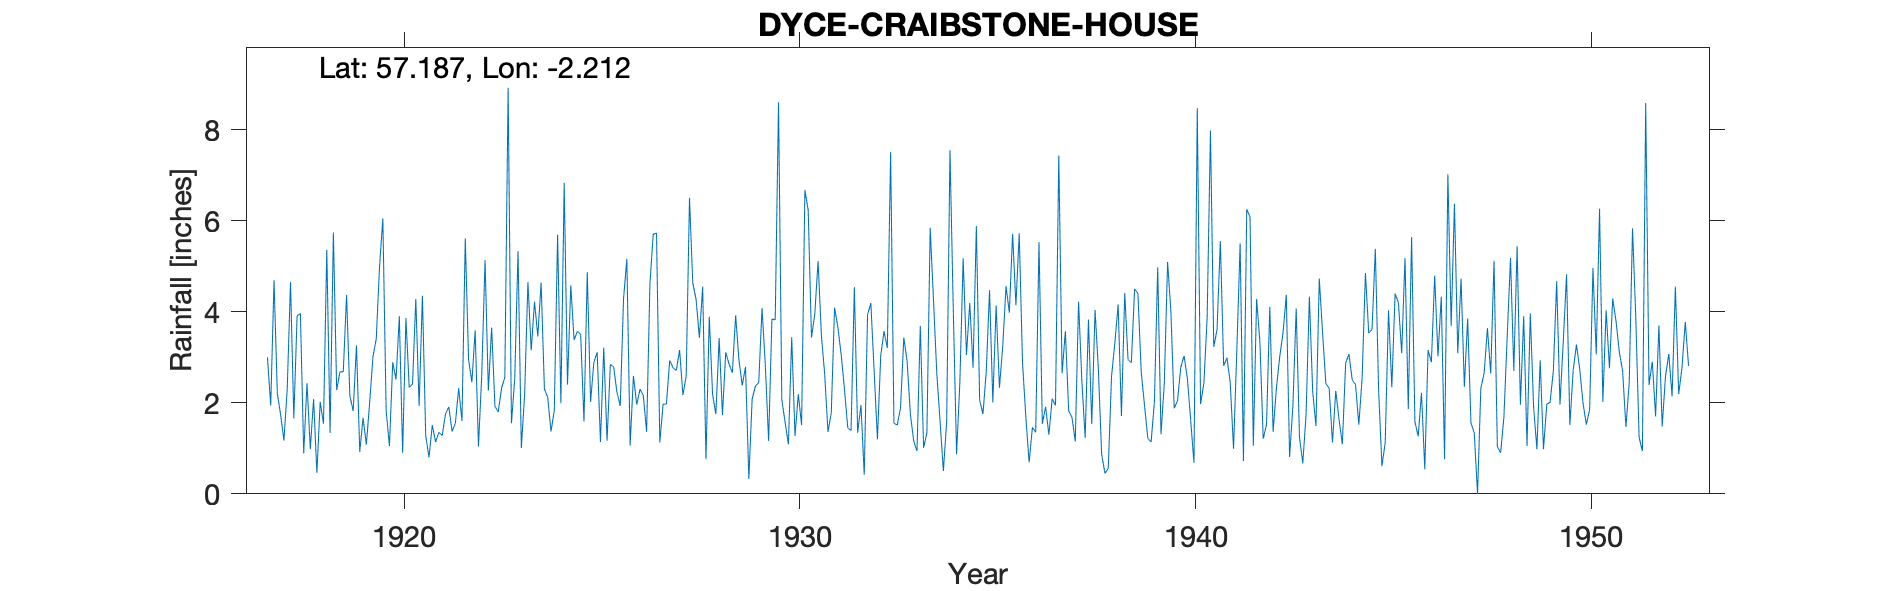 DYCE-CRAIBSTONE-HOUSE
Lat: 57.187, Lon: -2.212
8
6
4
2
0
Rainfall [inches]
1920 1930 1940 1950
Year